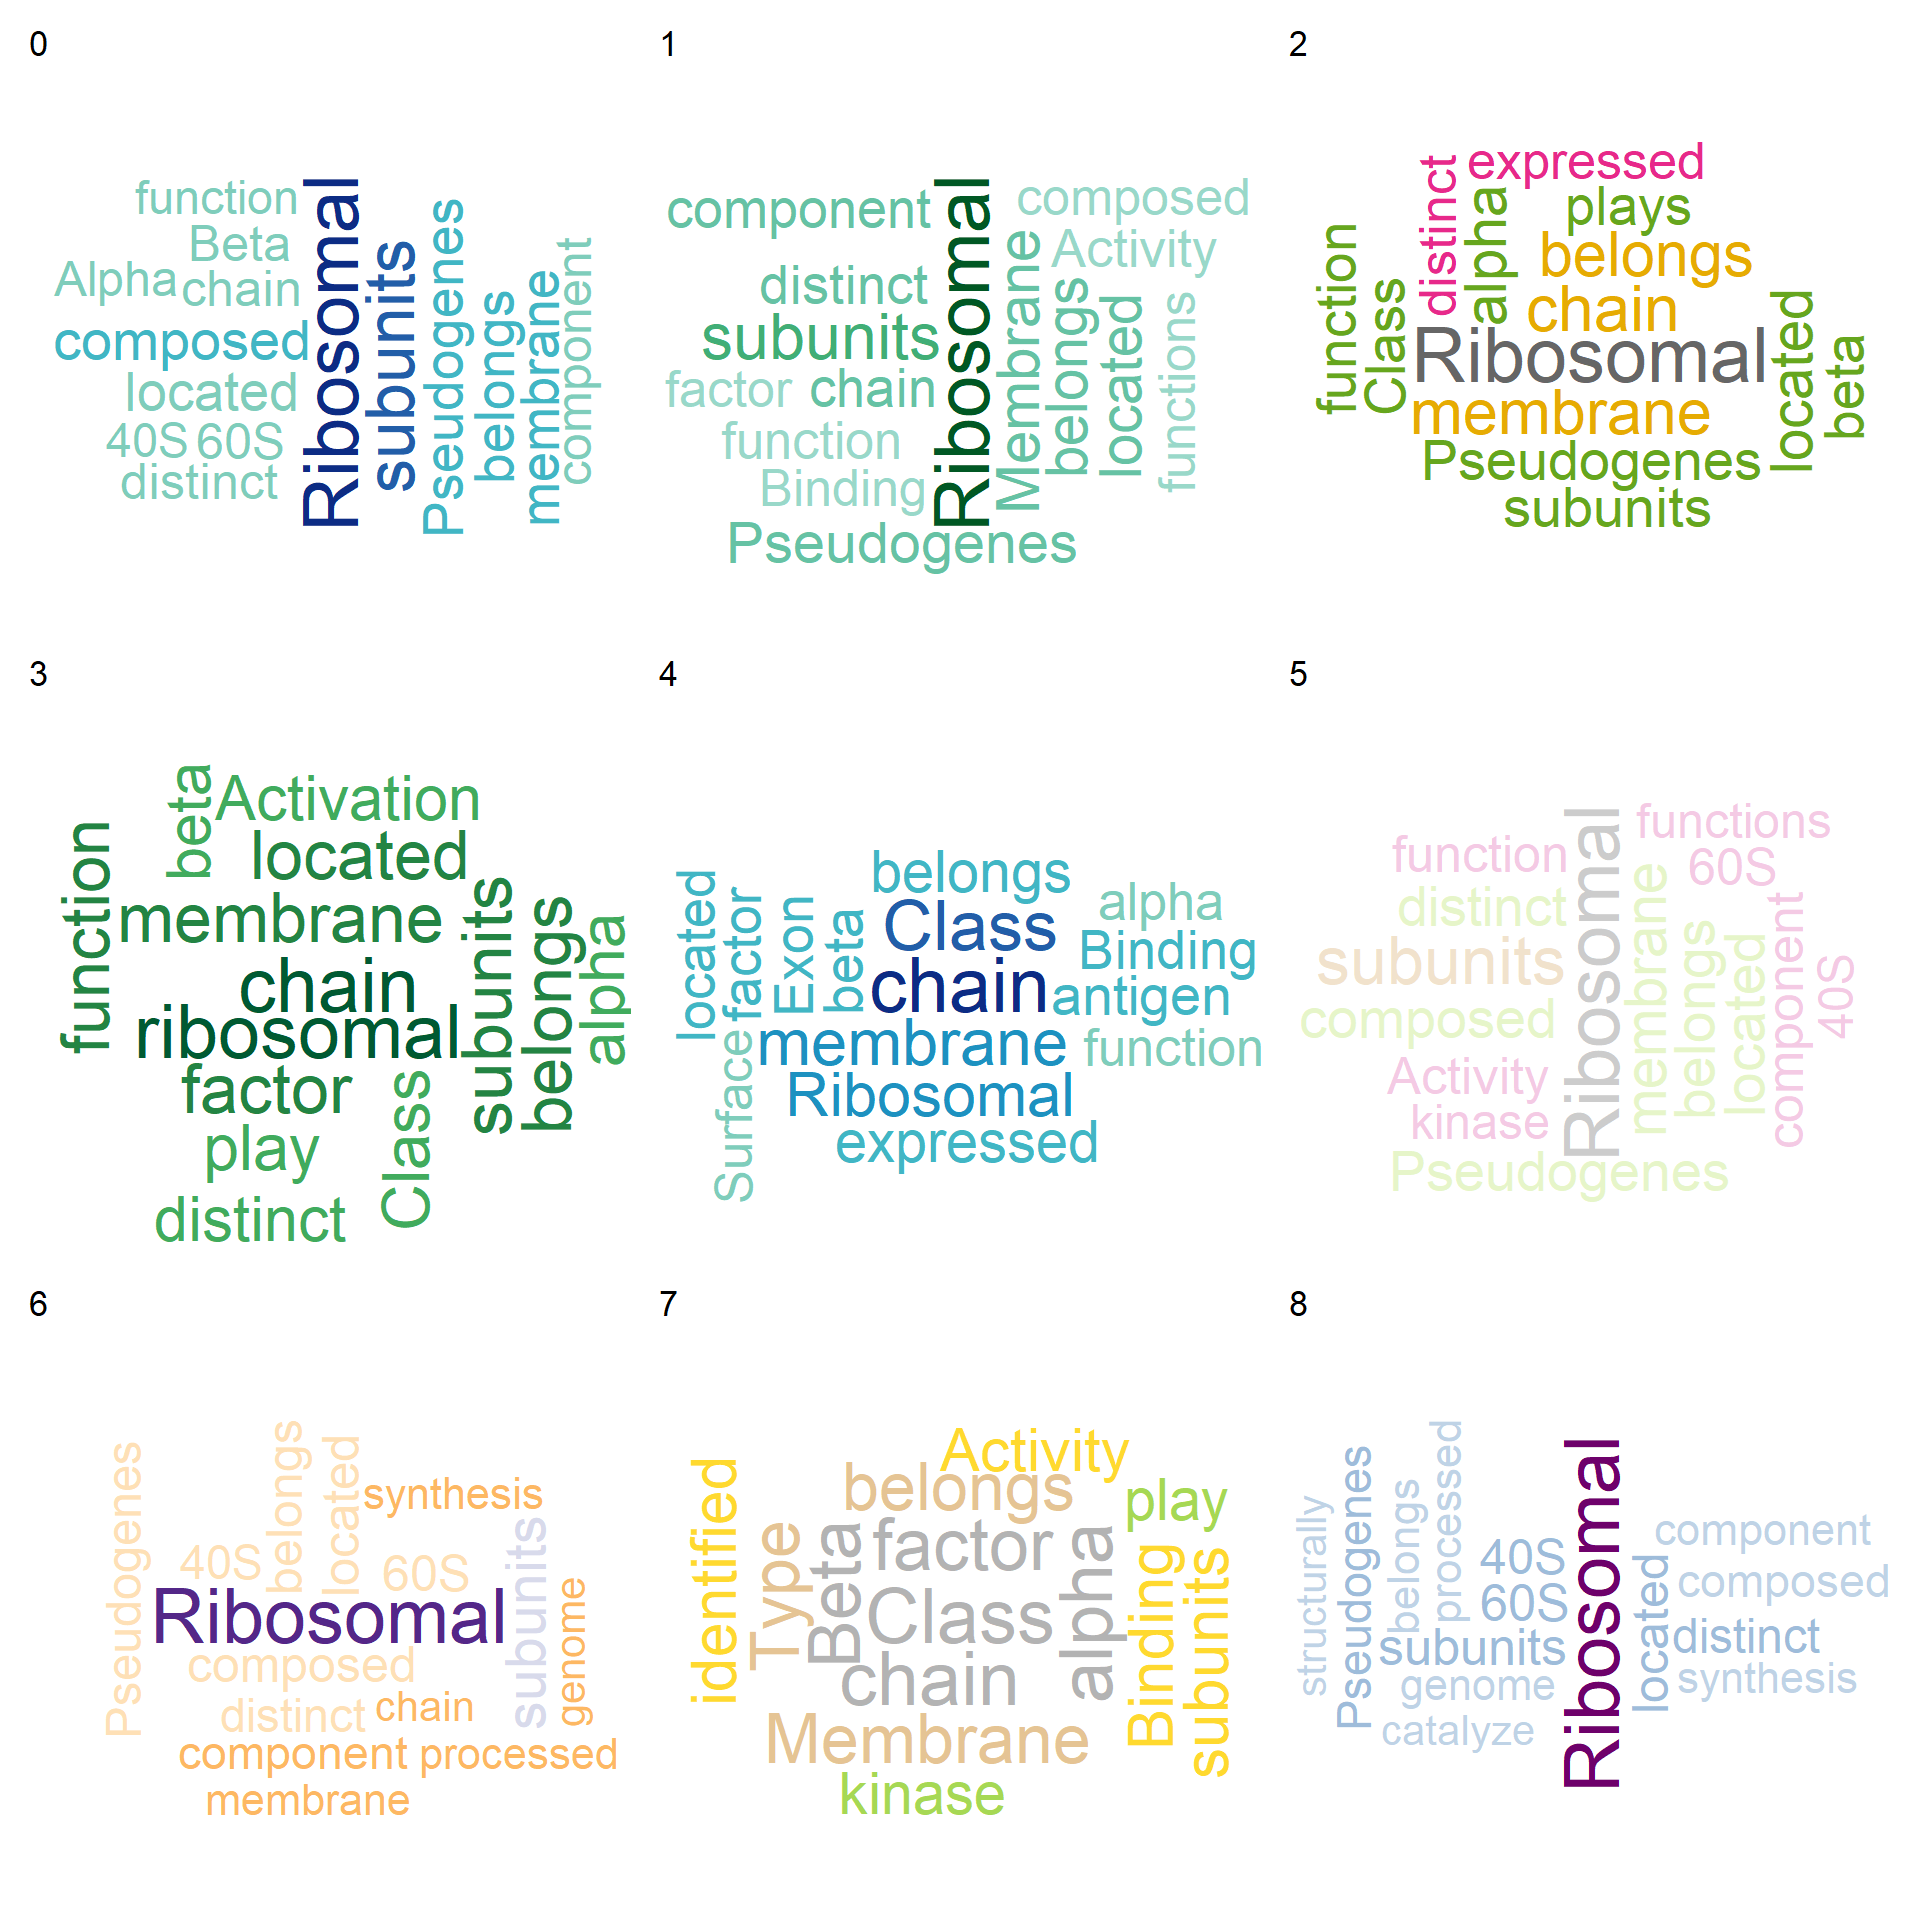 0
function
Beta
Alpha
chain
composed
located
40S
60S
distinct
Ribosomal
subunits
Pseudogenes
belongs
membrane
component
1
component
composed
Activity
distinct
subunits
factor
chain
function
Binding
Pseudogenes
Ribosomal
Membrane
belongs
located
functions
2
expressed
plays
belongs
chain
Ribosomal
membrane
Pseudogenes
subunits
function
Class
distinct
alpha
located
beta
3
beta
Activation
located
function
membrane
chain
ribosomal
factor
play
distinct
Class
subunits
belongs
alpha
4
belongs
Class
chain
membrane
Ribosomal
expressed
located
factor
Surface
Exon
beta
alpha
Binding
antigen
function
5
function
distinct
subunits
composed
Activity
kinase
Pseudogenes
Ribosomal
functions
60S
membrane
belongs
located
component
40S
6
Pseudogenes
belongs
located
synthesis
40S
60S
Ribosomal
composed
distinct
chain
component
processed
membrane
subunits
genome
7
Activity
belongs
play
identified
Type
Beta
factor
Class
chain
alpha
Binding
subunits
Membrane
kinase
8
structurally
Pseudogenes
belongs
processed
40S
60S
subunits
genome
catalyze
Ribosomal
located
component
composed
distinct
synthesis